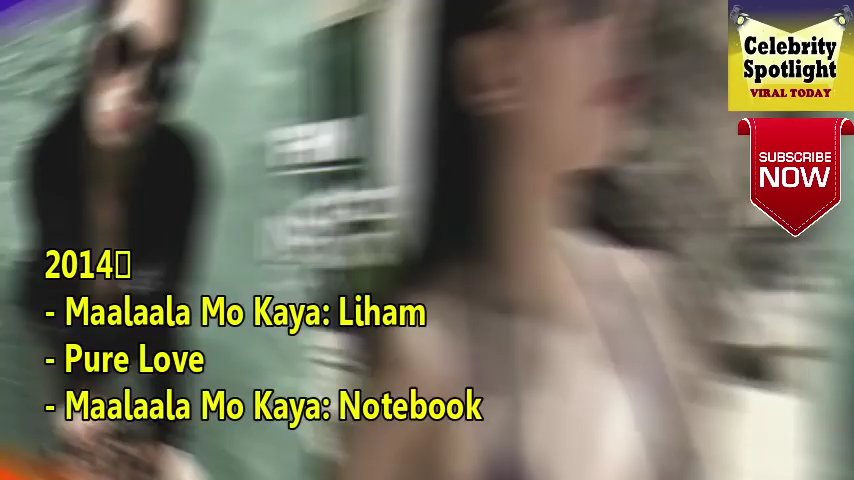 Celebrity
Spotlight
VIRAL TODAY
SUBSCRIBE
NOW
2014
- Maalaala Mo Kaya: Liham
- Pure Love
- Maalaala Mo Kaya: Notebook